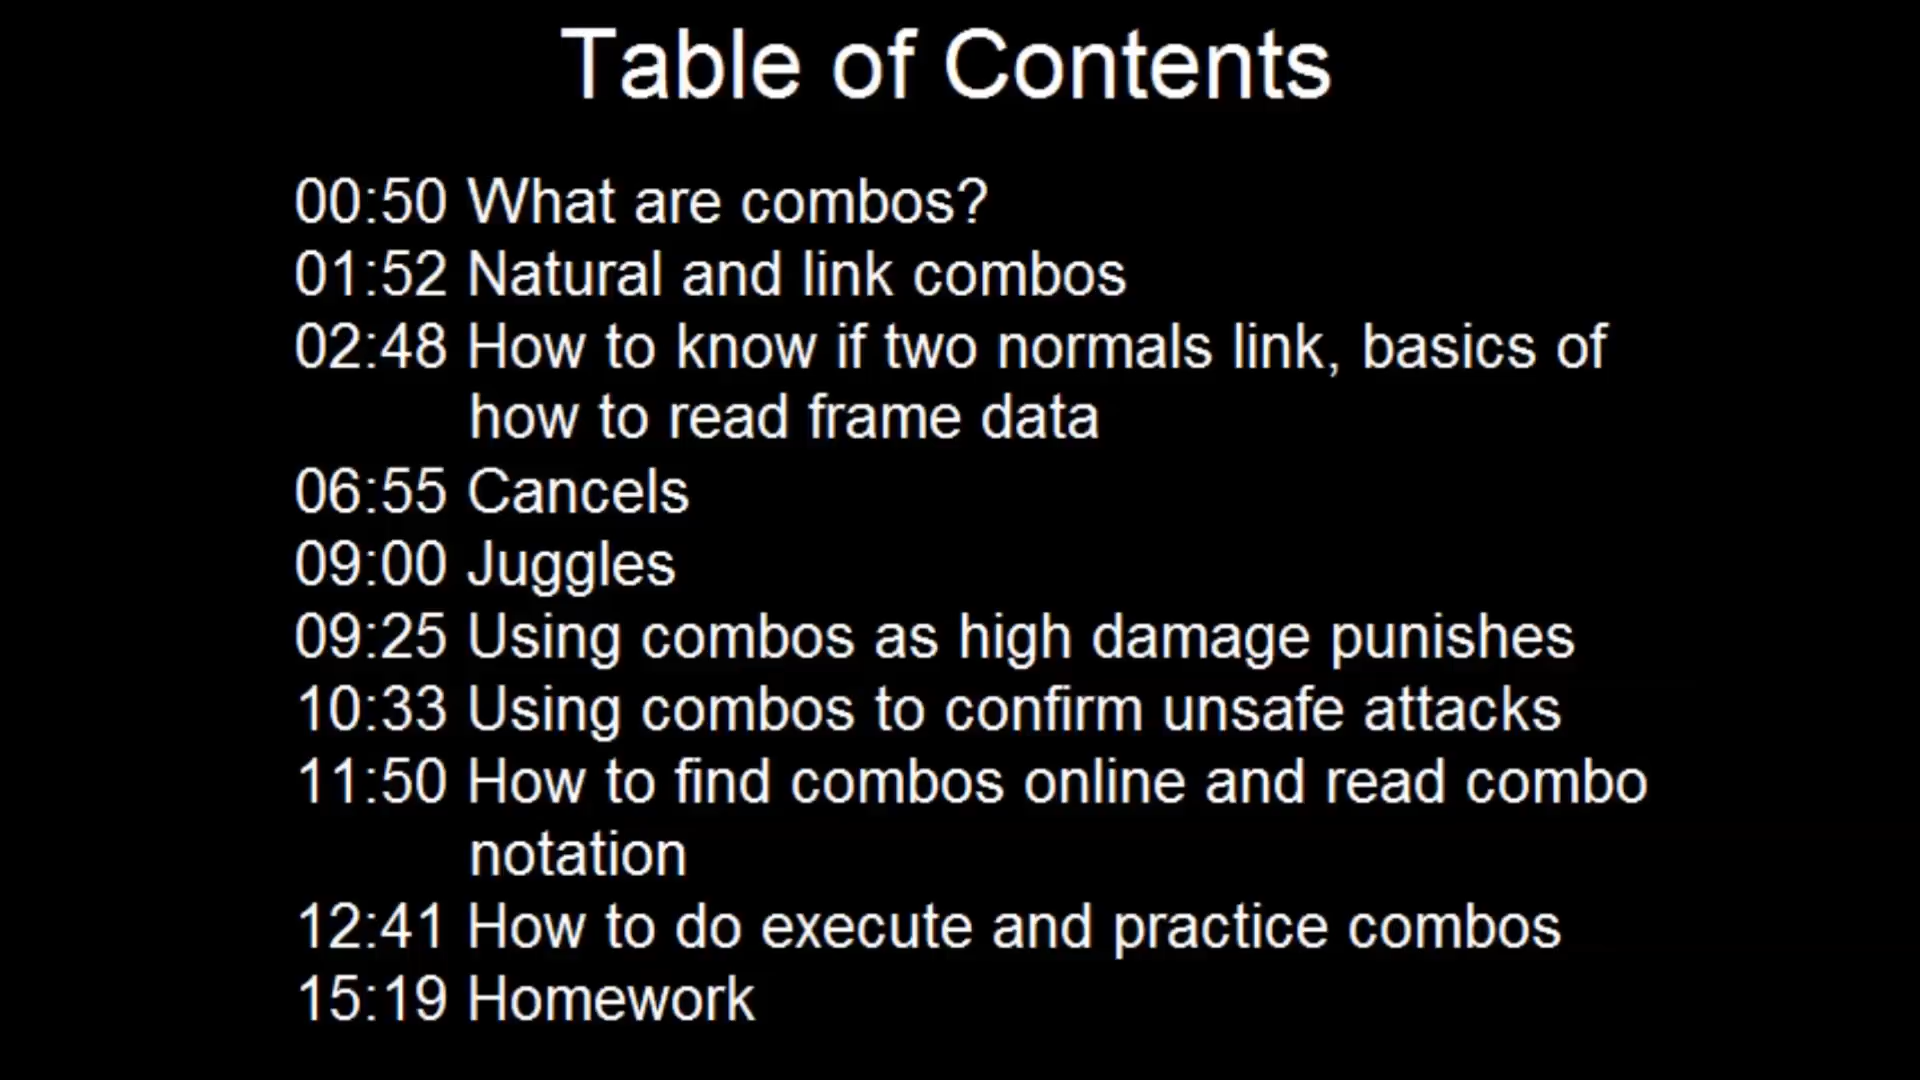 Table of Contents
00:50 What are combos?
01:52 Natural and link combos
02:48 How to know if two normals link, basics of
how to read frame data
06:55 Cancels
09:00 Juggles
09:25 Using combos as high damage punishes
10:33 Using combos to confirm unsafe attacks
11:50 How to find combos online and read combo
notation
12:41 How to do execute and practice combos
15:19 Homework